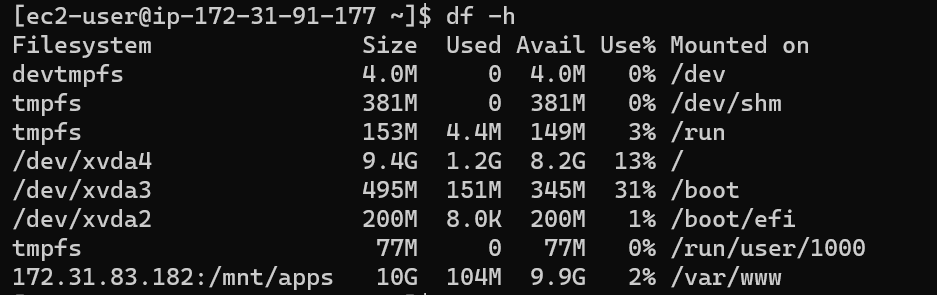 [ec2-user@ip-172-31-91-177 ~]$ df -h
Filesystem               Size  Used Avail Use% Mounted on
devtmpfs                 4.0M     0  4.0M   0% /dev
tmpfs                    381M     0  381M   0% /dev/shm
tmpfs                    153M  4.4M  149M   3% /run
/dev/xvda4               9.4G  1.2G  8.2G  13% /
/dev/xvda3               495M  151M  345M  31% /boot
/dev/xvda2               200M  8.0K  200M   1% /boot/efi
tmpfs                     77M     0   77M   0% /run/user/1000
172.31.83.182:/mnt/apps   10G  104M  9.9G   2% /var/www